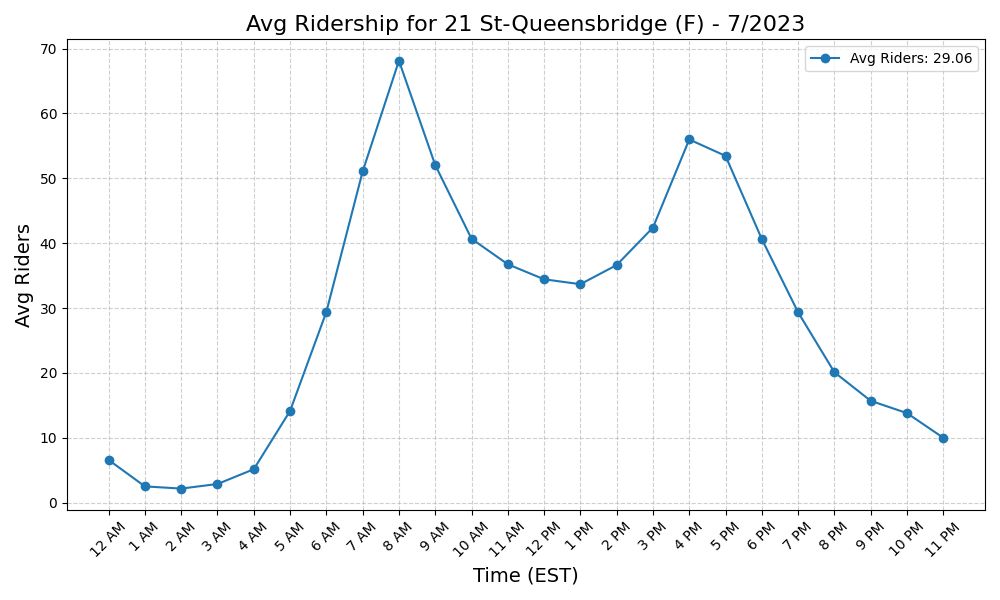 Avg Ridership for 21 St-Queensbridge (F) - 7/2023
Avg Riders: 29.06
Avg Riders
70
60
50
40
30
20
10
0
12 AM
1 AM
2 AM
3 AM
4 AM
5 AM
6 AM
7 AM
8 AM
9 AM
10 AM
11 AM
12 PM
1 PM
2 PM
3 PM
4 PM
5 PM
6 PM
7 PM
8 PM
9 PM
10 PM
11 PM
Time (EST)